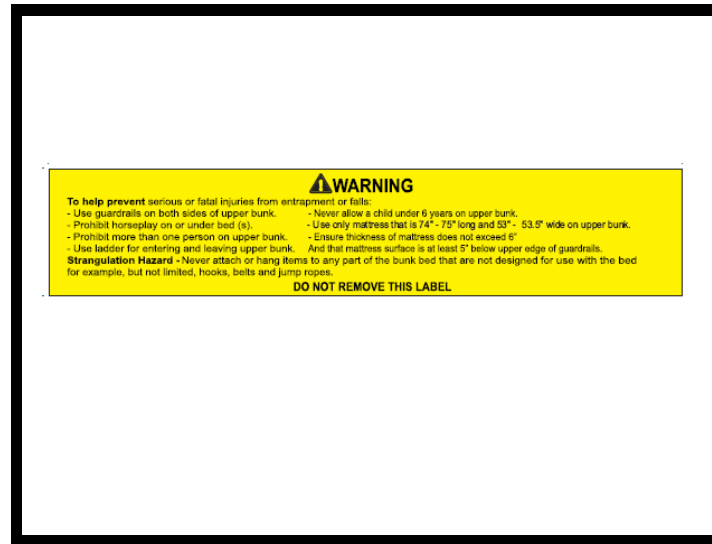 WARNING
To help prevent serious or fatal injuries from entrapment or falls:
- Use guardrails on both sides of upper bunk.
- Prohibit horseplay on or under bed (s).
- Prohibit more than one person on upper bunk.
- Use ladder for entering and leaving upper bunk.
- Never allow a child under 6 years on upper bunk.
- Use only mattress that is 74" - 75" long and 53" - 53.5" wide on upper bunk.
- Ensure thickness of mattress does not exceed 6"
And that mattress surface is at least 5" below upper edge of guardrails.
Strangulation Hazard - Never attach or hang items to any part of the bunk bed that are not designed for use with the bed
for example, but not limited, hooks, belts and jump ropes.
DO NOT REMOVE THIS LABEL